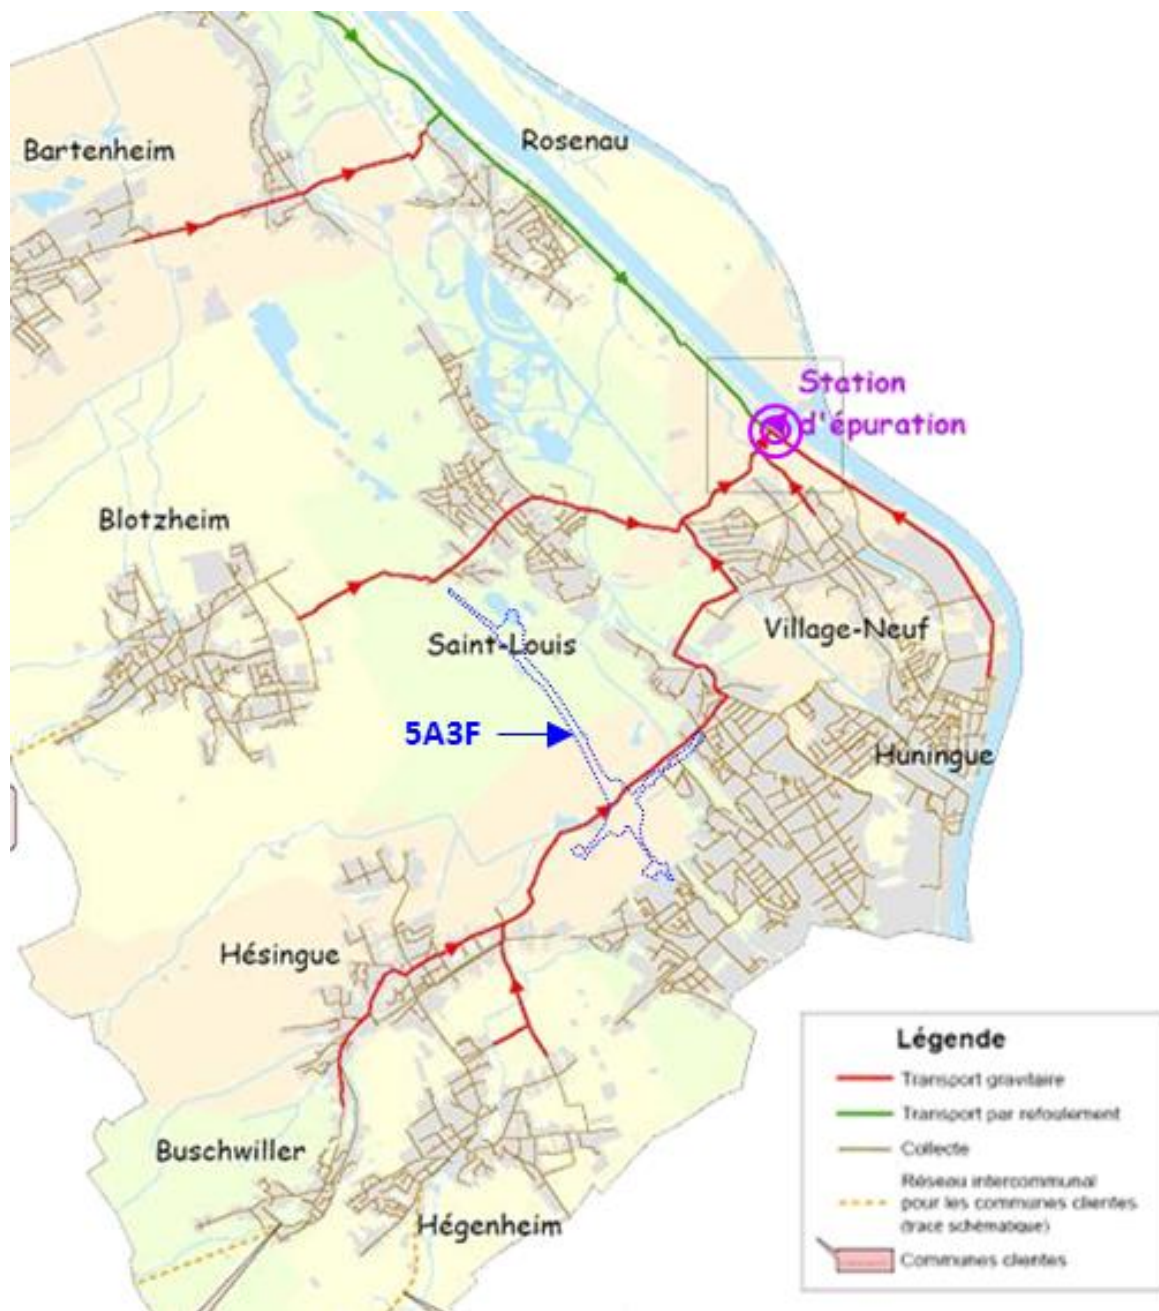 Bartenheim
Rosenau
Station
d'épuration
Blotzheim
Saint-Louis
Village-Neuf
5A3F
Huningue
Hésingue
Buschwiller
Hégenheim
Légende
Transport gravitaire
Transport par refoulement
Collecte
Réseau intercommunal
pour les communes clientes
(tracé schématique)
Communes clientes